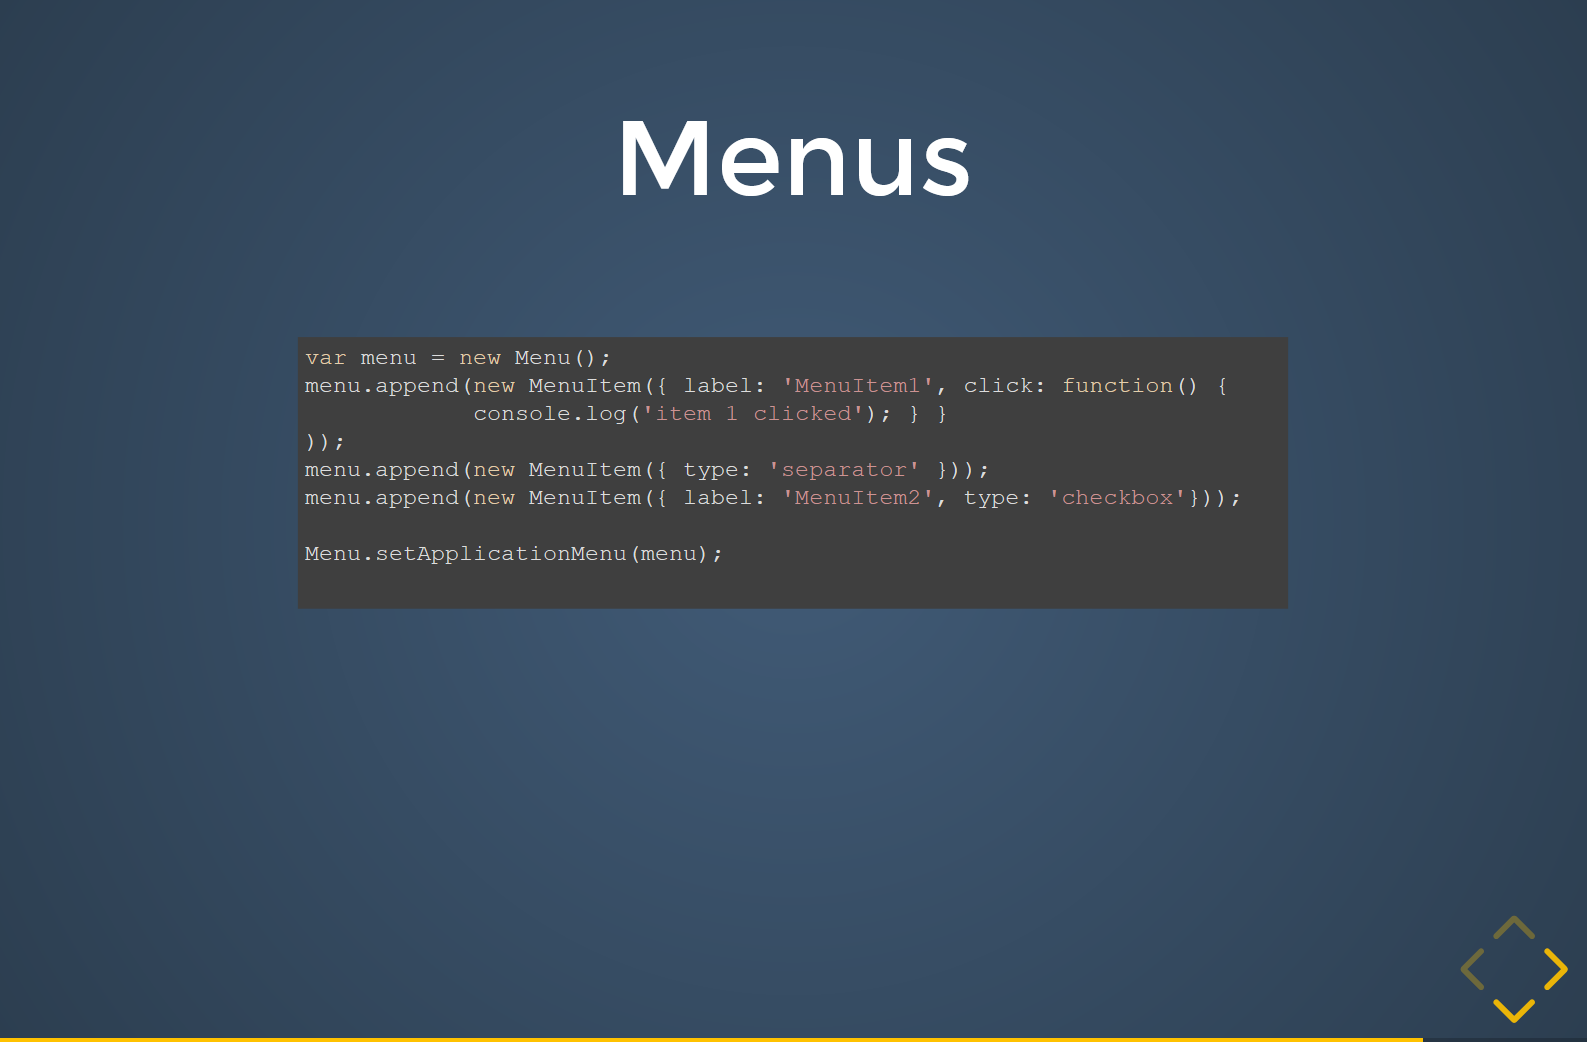 Menus
var menu = new Menu();
menu.append(new MenuItem({ label: 'MenuItem1', click: function() {
            console.log('item 1 clicked'); } }
));
menu.append(new MenuItem({ type: 'separator' }));
menu.append(new MenuItem({ label: 'MenuItem2', type: 'checkbox'}));
Menu.setApplicationMenu(menu);